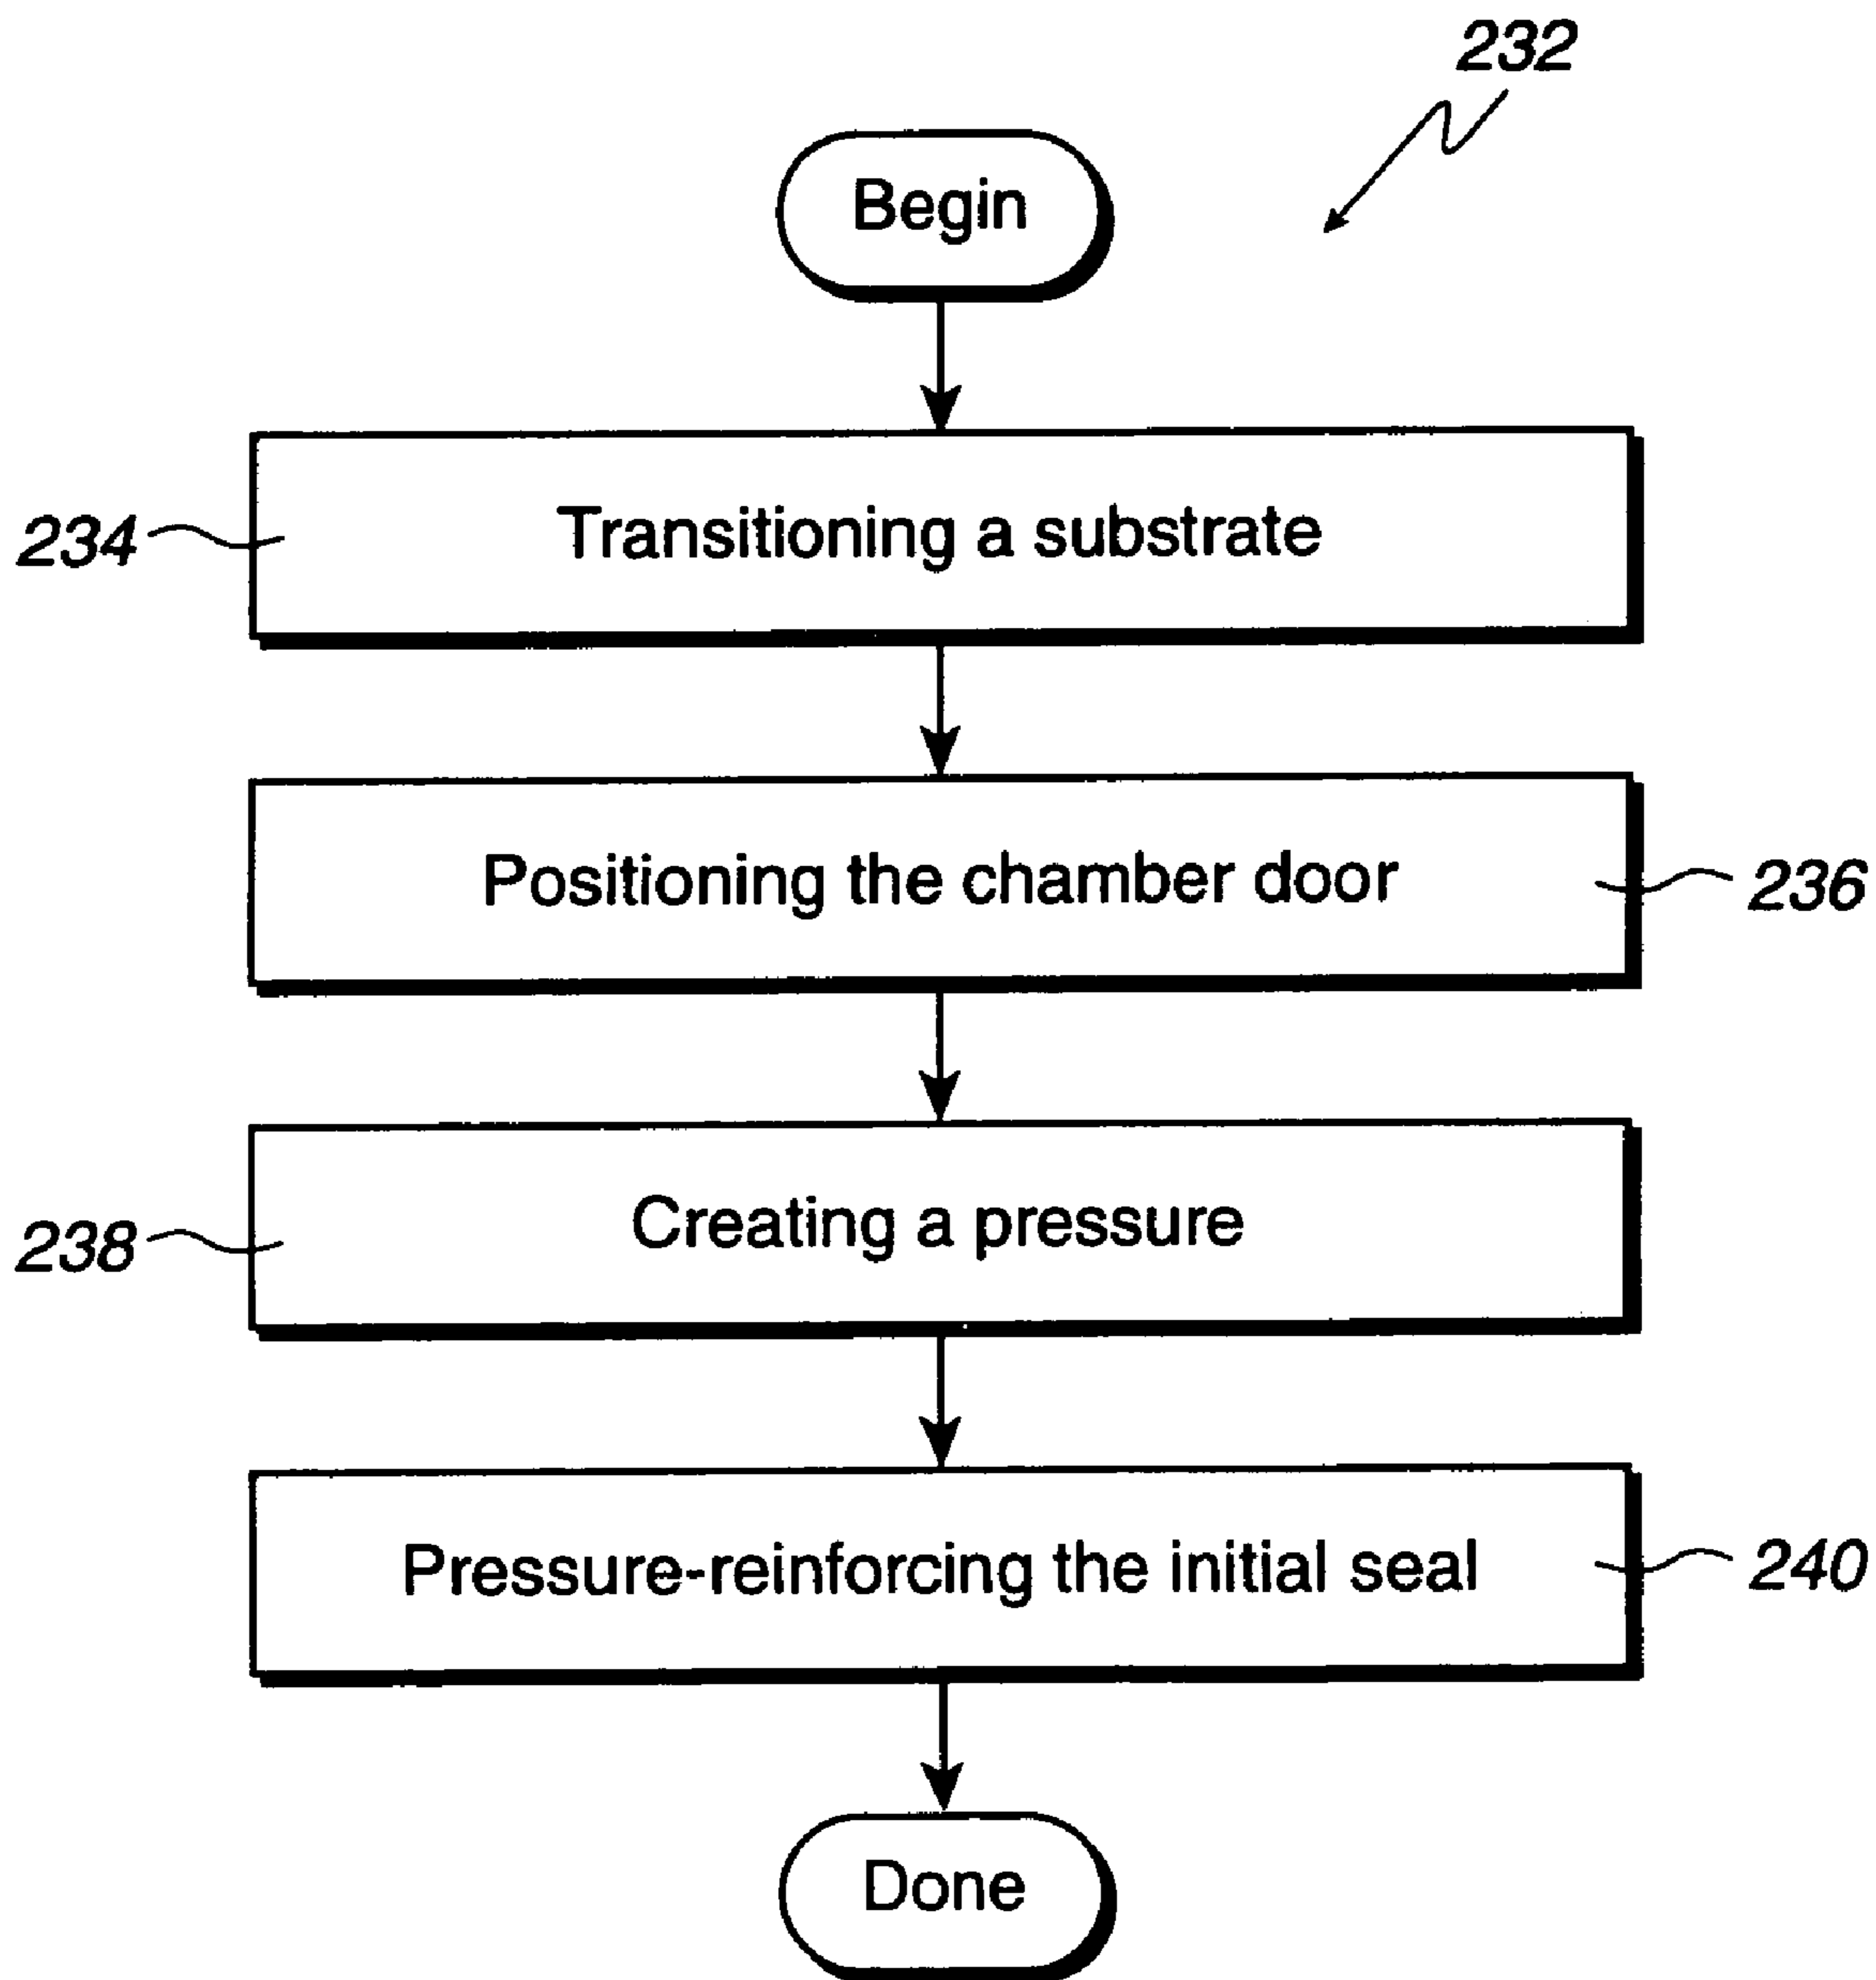 232
Begin
234
Transitioning a substrate
Positioning the chamber door
236
238
Creating a pressure
Pressure-reinforcing the initial seal
240
Done